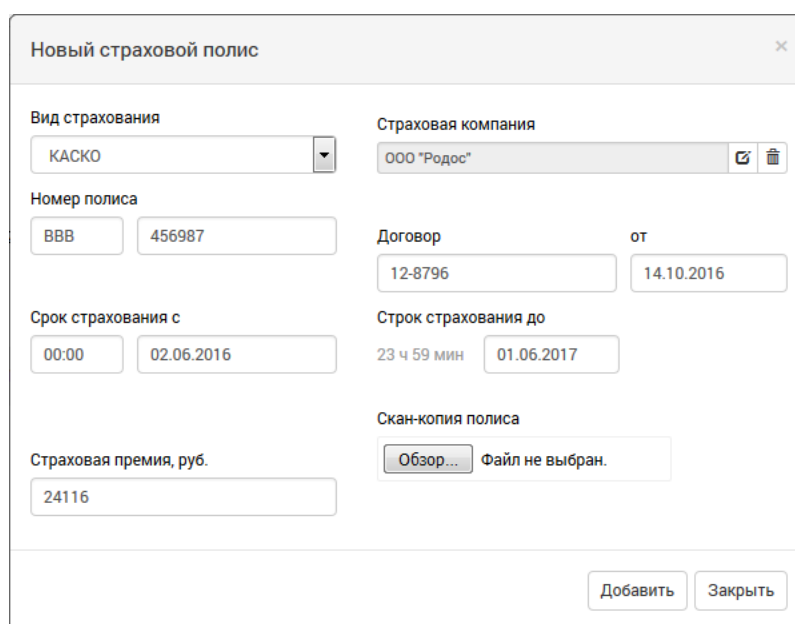 Новый страховой полис ×
Вид страхования
КАСКО
Страховая компания
ООО "Родос"
Номер полиса
ВВВ 456987
Договор от
12-8796 14.10.2016
Срок страхования с
00:00 02.06.2016
Строк страхования до
23 ч 59 мин 01.06.2017
Скан-копия полиса
Обзор... Файл не выбран.
Страховая премия, руб.
24116
Добавить Закрыть